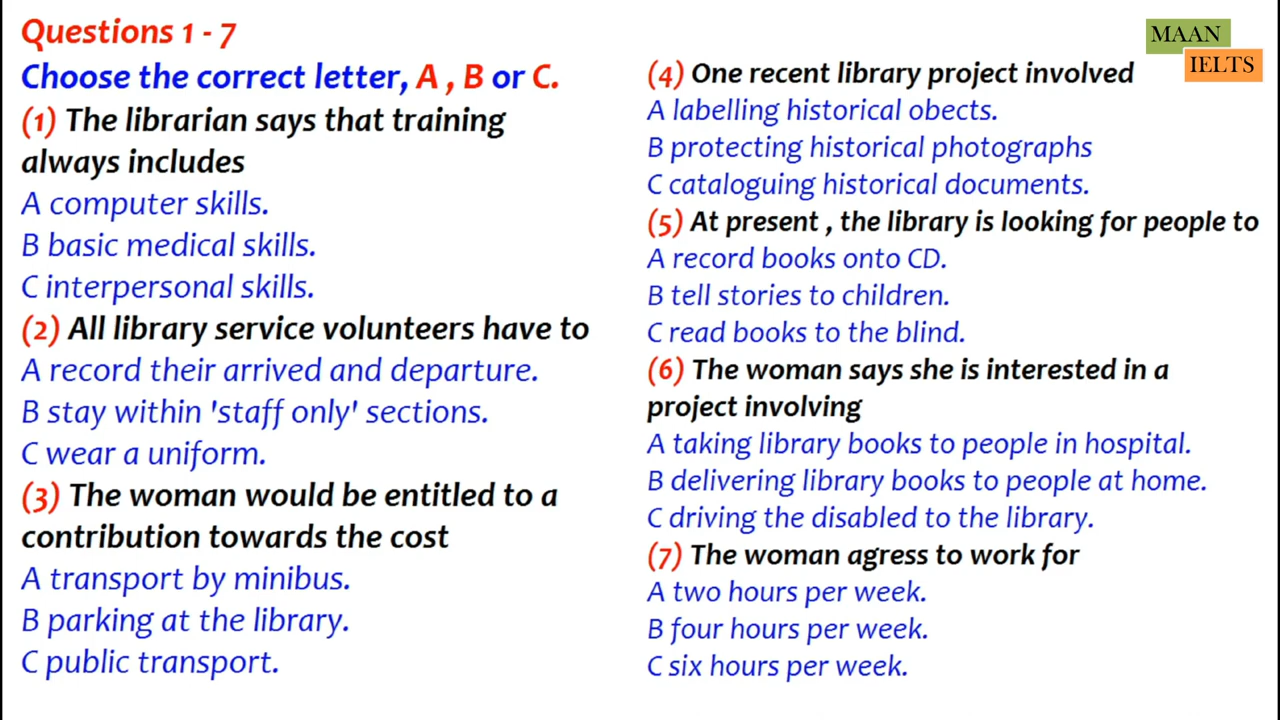 Questions 1 - 7
Choose the correct letter, A , B or C.
(1) The librarian says that training
always includes
A computer skills.
B basic medical skills.
C interpersonal skills.
(2) All library service volunteers have to
A record their arrived and departure.
B stay within 'staff only' sections.
C wear a uniform.
(3) The woman would be entitled to a
contribution towards the cost
A transport by minibus.
B parking at the library.
C public transport.
MAAN
IELTS
(4) One recent library project involved
A labelling historical obects.
B protecting historical photographs
C cataloguing historical documents.
(5) At present , the library is looking for people to
A record books onto CD.
B tell stories to children.
C read books to the blind.
(6) The woman says she is interested in a
project involving
A taking library books to people in hospital.
B delivering library books to people at home.
C driving the disabled to the library.
(7) The woman agress to work for
A two hours per week.
B four hours per week.
C six hours per week.